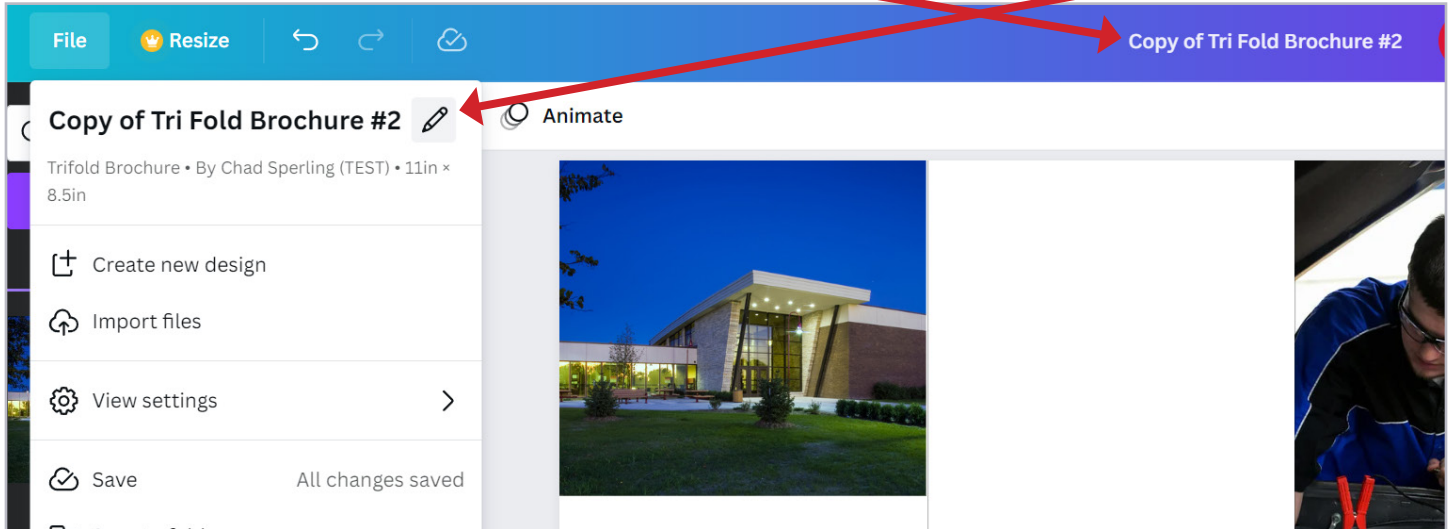 File Resize Copy of Tri Fold Brochure #2
Copy of Tri Fold Brochure #2
Animate
Trifold Brochure • By Chad Sperling (TEST) • 11in ×
8.5in
Create new design
Import files
View settings
Save All changes saved